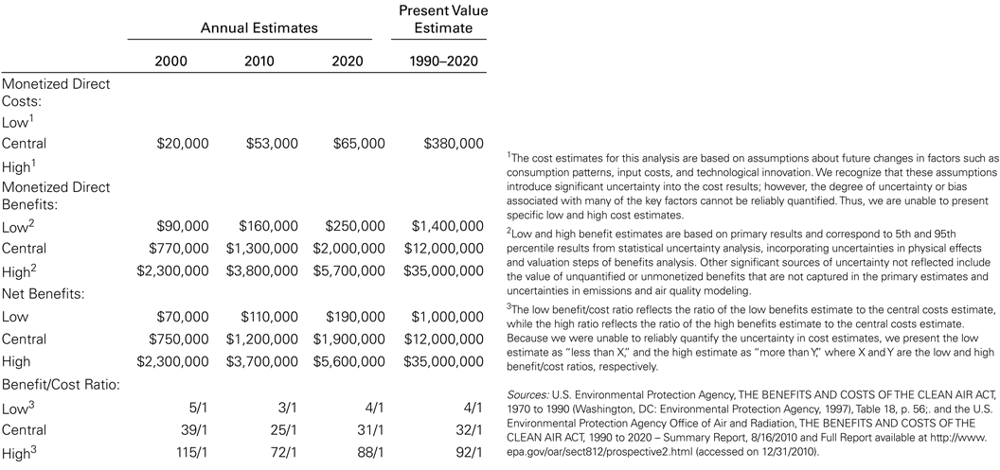 Present Value
Annual Estimates Estimate
2000 2010 2020 1990–2020
Monetized Direct
Costs:
Low1
Central $20,000 $53,000 $65,000 $380,000
High1
Monetized Direct
Benefits:
Low2 $90,000 $160,000 $250,000 $1,400,000
Central $770,000 $1,300,000 $2,000,000 $12,000,000
High2 $2,300,000 $3,800,000 $5,700,000 $35,000,000
Net Benefits:
Low $70,000 $110,000 $190,000 $1,000,000
Central $750,000 $1,200,000 $1,900,000 $12,000,000
High $2,300,000 $3,700,000 $5,600,000 $35,000,000
Benefit/Cost Ratio:
Low3 5/1 3/1 4/1 4/1
Central 39/1 25/1 31/1 32/1
High3 115/1 72/1 88/1 92/1
1The cost estimates for this analysis are based on assumptions about future changes in factors such as
consumption patterns, input costs, and technological innovation. We recognize that these assumptions
introduce significant uncertainty into the cost results; however, the degree of uncertainty or bias
associated with many of the key factors cannot be reliably quantified. Thus, we are unable to present
specific low and high cost estimates.
2Low and high benefit estimates are based on primary results and correspond to 5th and 95th
percentile results from statistical uncertainty analysis, incorporating uncertainties in physical effects
and valuation steps of benefits analysis. Other significant sources of uncertainty not reflected include
the value of unquantified or unmonetized benefits that are not captured in the primary estimates and
uncertainties in emissions and air quality modeling.
3The low benefit/cost ratio reflects the ratio of the low benefits estimate to the central costs estimate,
while the high ratio reflects the ratio of the high benefits estimate to the central costs estimate.
Because we were unable to reliably quantify the uncertainty in cost estimates, we present the low
estimate as “less than X,” and the high estimate as “more than Y,” where X and Y are the low and high
benefit/cost ratios, respectively.
Sources: U.S. Environmental Protection Agency, THE BENEFITS AND COSTS OF THE CLEAN AIR ACT,
1970 to 1990 (Washington, DC: Environmental Protection Agency, 1997), Table 18, p. 56;. and the U.S.
Environmental Protection Agency Office of Air and Radiation, THE BENEFITS AND COSTS OF THE
CLEAN AIR ACT, 1990 to 2020 – Summary Report, 8/16/2010 and Full Report available at http://www.
epa.gov/oar/sect812/prospective2.html (accessed on 12/31/2010).